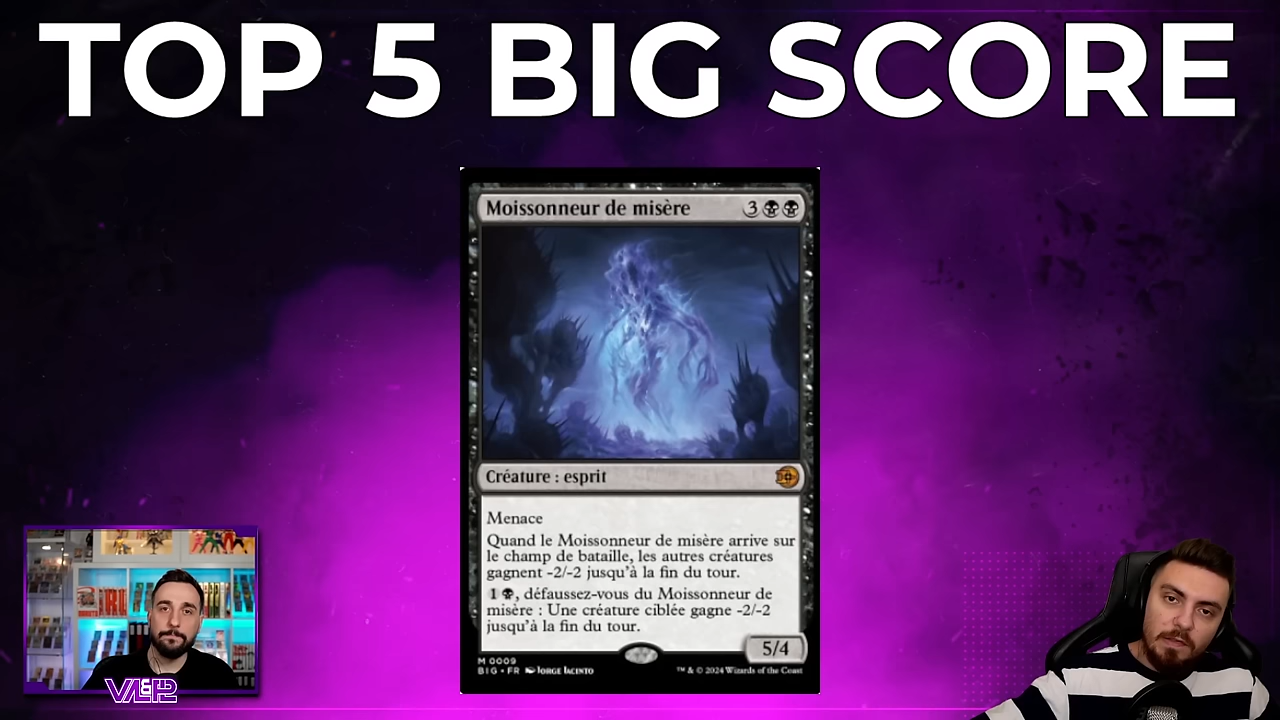 TOP 5 BIG SCORE
Moissonneur de misère 3
Créature : esprit
Menace
Quand le Moissonneur de misère arrive sur
le champ de bataille, les autres créatures
gagnent -2/-2 jusqu'à la fin du tour.
1, défaussez-vous du Moissonneur de
misère : Une créature ciblée gagne -2/-2
jusqu'à la fin du tour.
5/4
M 0009
BIG • FR JORGE JACINTO
™ & © 2024 Wizards of the Coast